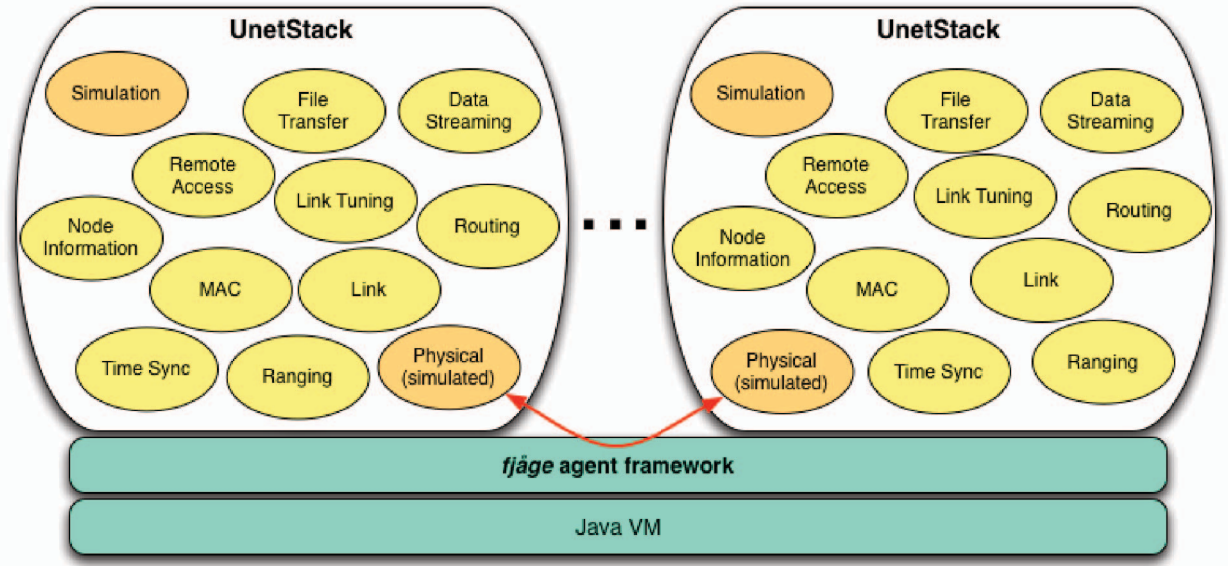 UnetStack
Simulation
File
Transfer
Data
Streaming
Remote
Access
Link Tuning
Node
Information
Routing
MAC
Link
Time Sync
Ranging
Physical
(simulated)
...
UnetStack
Simulation
File
Transfer
Data
Streaming
Remote
Access
Link Tuning
Routing
Node
Information
MAC
Link
Physical
(simulated)
Time Sync
Ranging
fjåge agent framework
Java VM